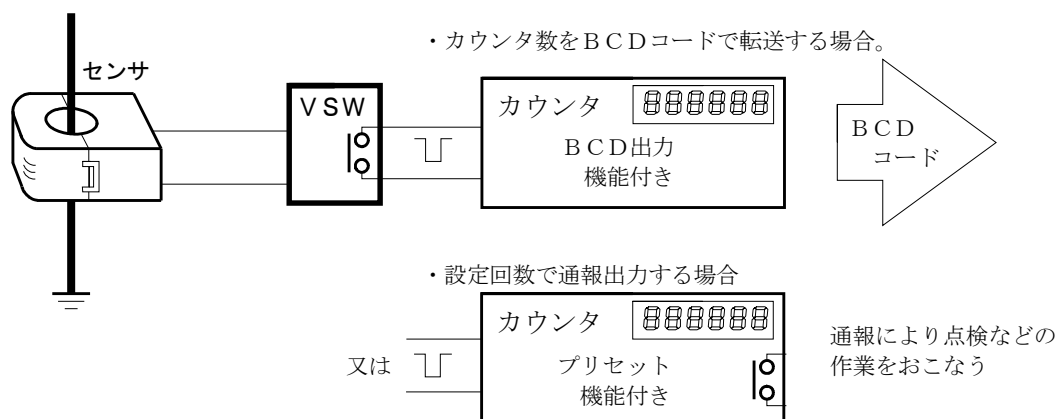 ・カウンタ数をＢＣＤコードで転送する場合。
センサ
ＶSW
カウンタ
888888
ＢＣＤ出力
機能付き
ＢＣＤ
コード
・設定回数で通報出力する場合
又は
カウンタ
888888
プリセット
機能付き
通報により点検などの
作業をおこなう